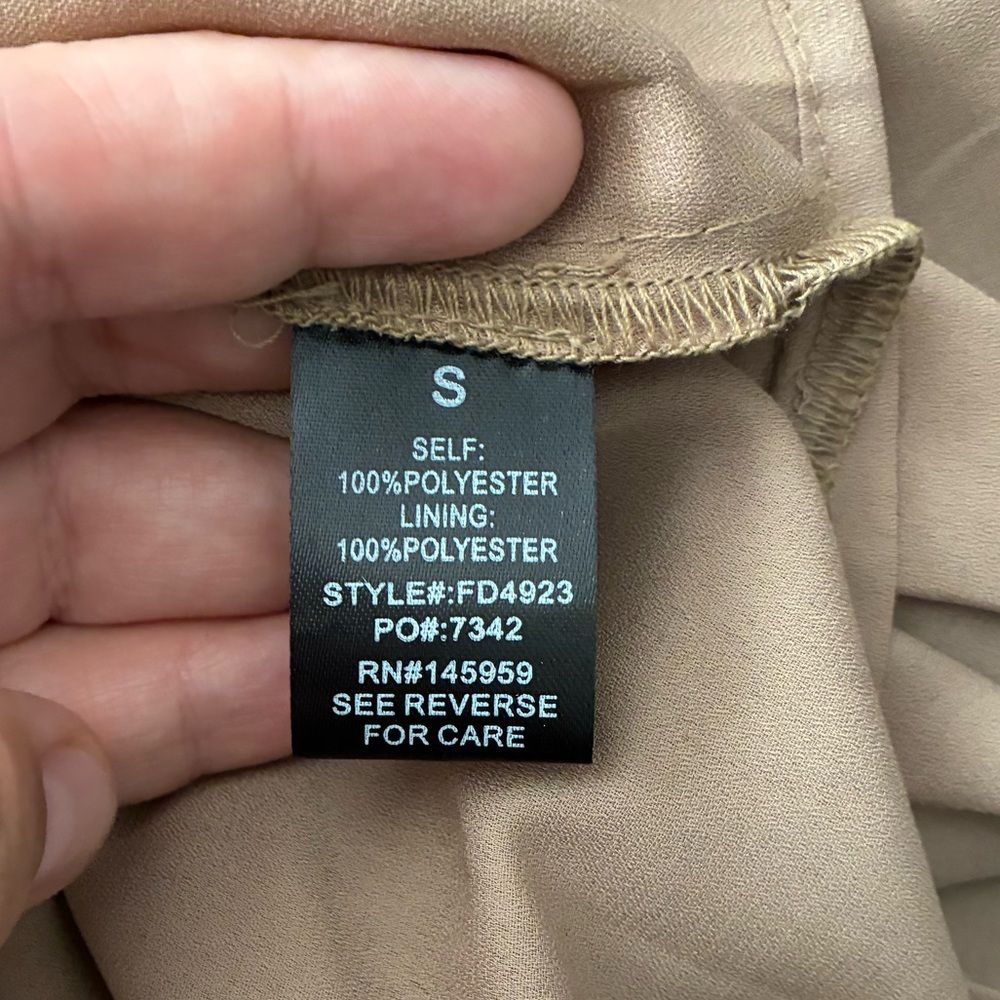 S
SELF:
100%POLYESTER
LINING:
100%POLYESTER
STYLE#:FD4923
PO#:7342
RN#145959
SEE REVERSE
FOR CARE